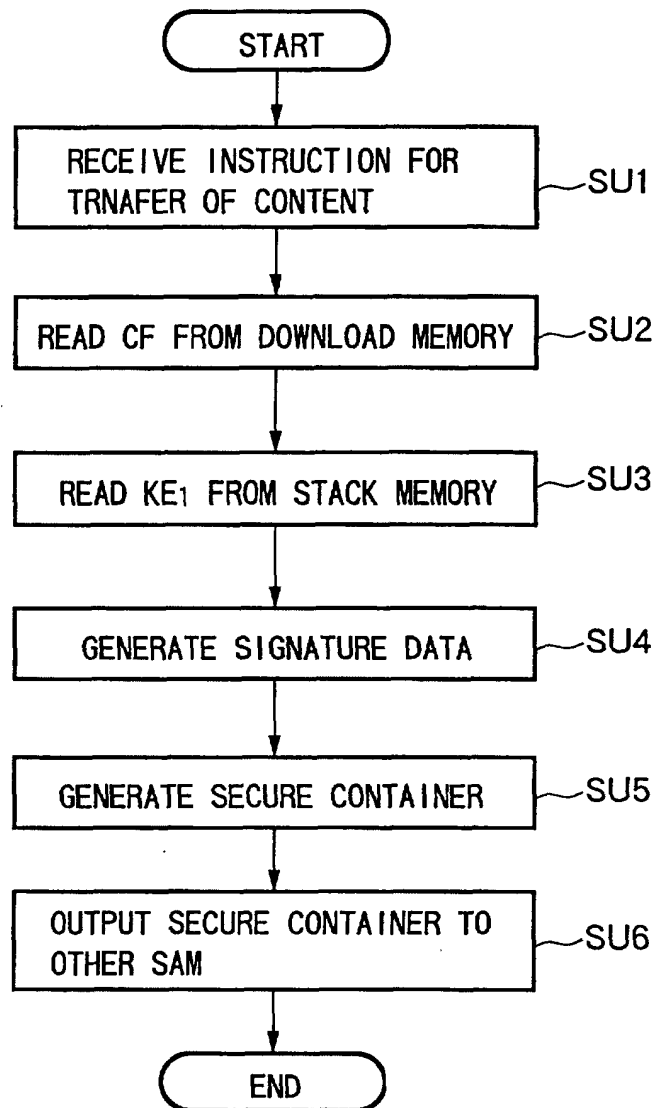 START
RECEIVE INSTRUCTION FOR
TRNAFER OF CONTENT
SU1
READ CF FROM DOWNLOAD MEMORY
SU2
READ KE1 FROM STACK MEMORY
SU3
GENERATE SIGNATURE DATA
SU4
GENERATE SECURE CONTAINER
SU5
OUTPUT SECURE CONTAINER TO
OTHER SAM
SU6
END